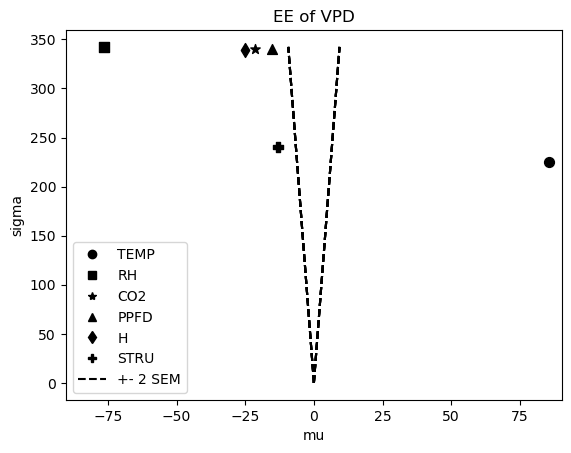 EE of VPD
350
300
250
200
150
100
50
0
sigma
TEMP
RH
CO2
PPFD
H
STRU
+- 2 SEM
−75 −50 −25 0 25 50 75
mu